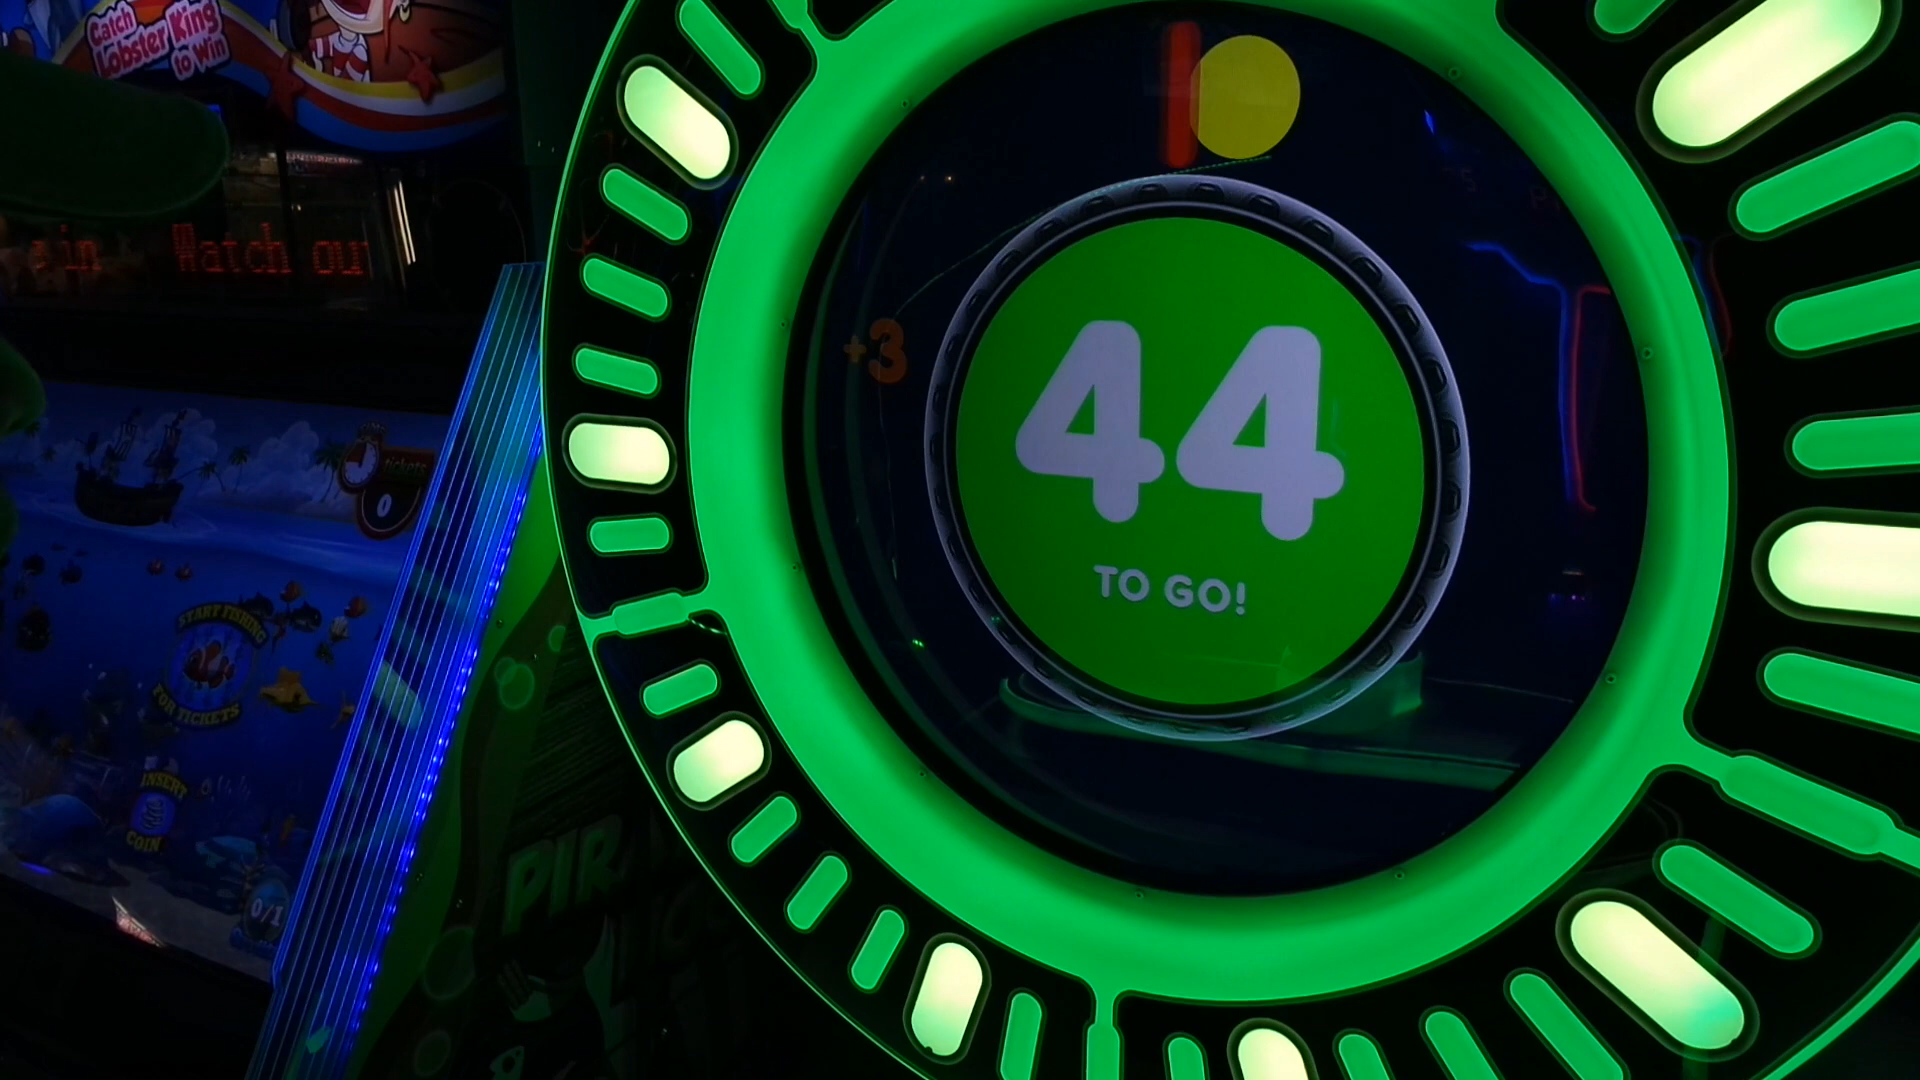 Catch
Lobster King
to Win
Watch ou
+3
44
TO GO!
tickets
0
START FISHING
FOR TICKETS
INSERT
COIN
0/1
PIR